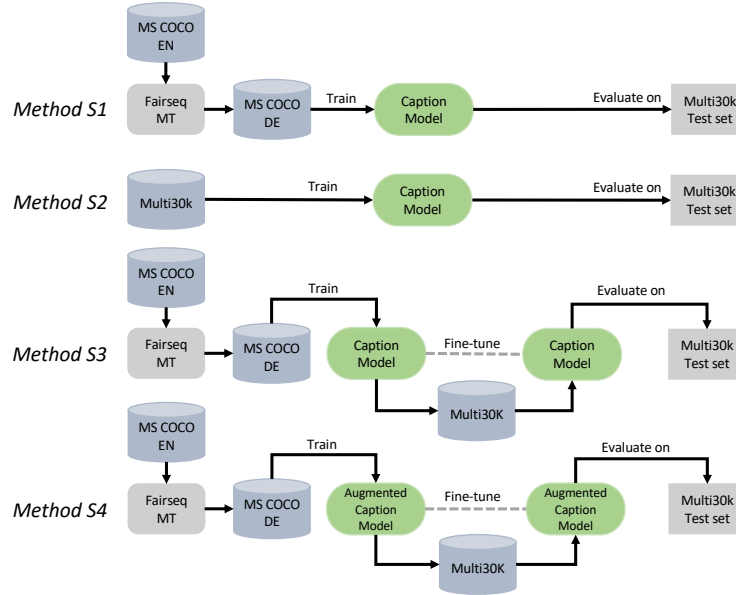 MS COCO
EN
Method S1
Fairseq
MT
MS COCO
DE
Train
Caption
Model
Evaluate on
Multi30k
Test set
Method S2
Multi30k
Train
Caption
Model
Evaluate on
Multi30k
Test set
MS COCO
EN
Method S3
Fairseq
MT
MS COCO
DE
Train
Caption
Model
Fine-tune
Multi30K
Caption
Model
Evaluate on
Multi30k
Test set
MS COCO
EN
Method S4
Fairseq
MT
MS COCO
DE
Train
Augmented
Caption
Model
Fine-tune
Multi30K
Augmented
Caption
Model
Evaluate on
Multi30k
Test set